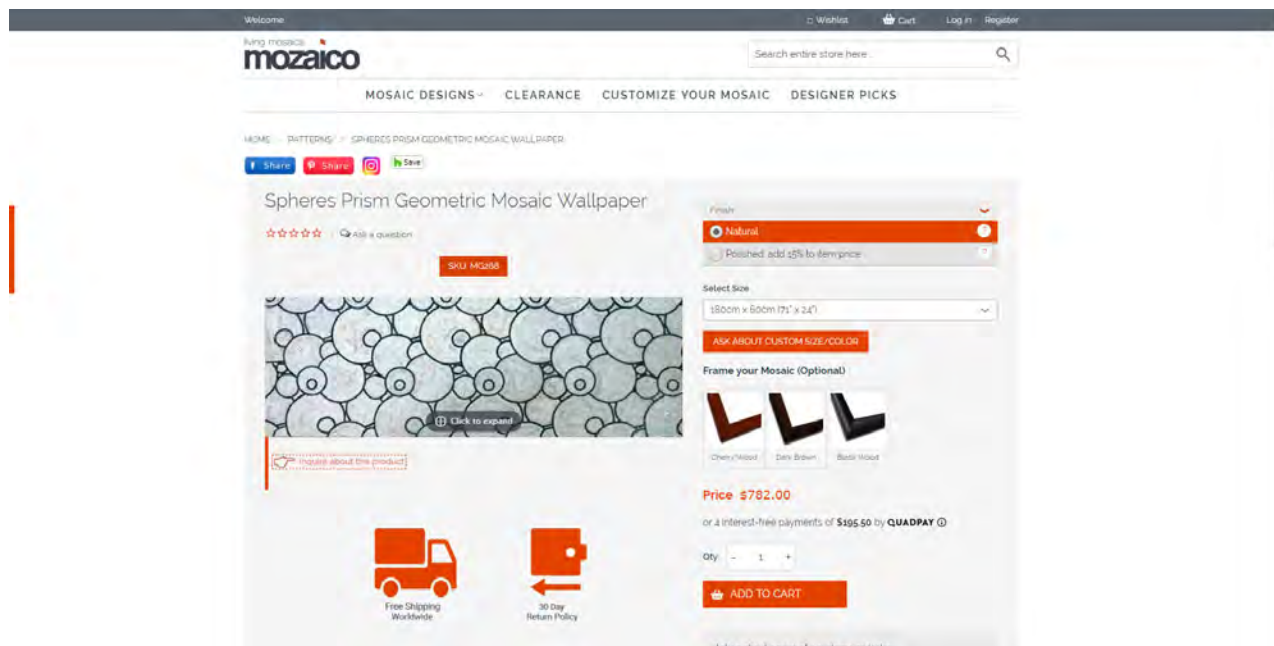 Welcome
Wishlist Cart Log in Register
living mosaics
mozaico
Search entire store here
MOSAIC DESIGNS CLEARANCE CUSTOMIZE YOUR MOSAIC DESIGNER PICKS
HOME PATTERNS SPHERES PRISM GEOMETRIC MOSAIC WALLPAPER
Share Share Save
Spheres Prism Geometric Mosaic Wallpaper
Ask a question
SKU: MG268
Finish
Natural ?
Polished: add 15% to item price ?
Select Size
180cm x 60cm (71" x 24")
ASK ABOUT CUSTOM SIZE/COLOR
Frame your Mosaic (Optional)
Click to expand
Cherry Wood Dark Brown Black Wood
Inquire about this product
Price $782.00
or 4 interest-free payments of $195.50 by QUADPAY ⓘ
Qty: - 1 +
ADD TO CART
Free Shipping
Worldwide
30 Day
Return Policy